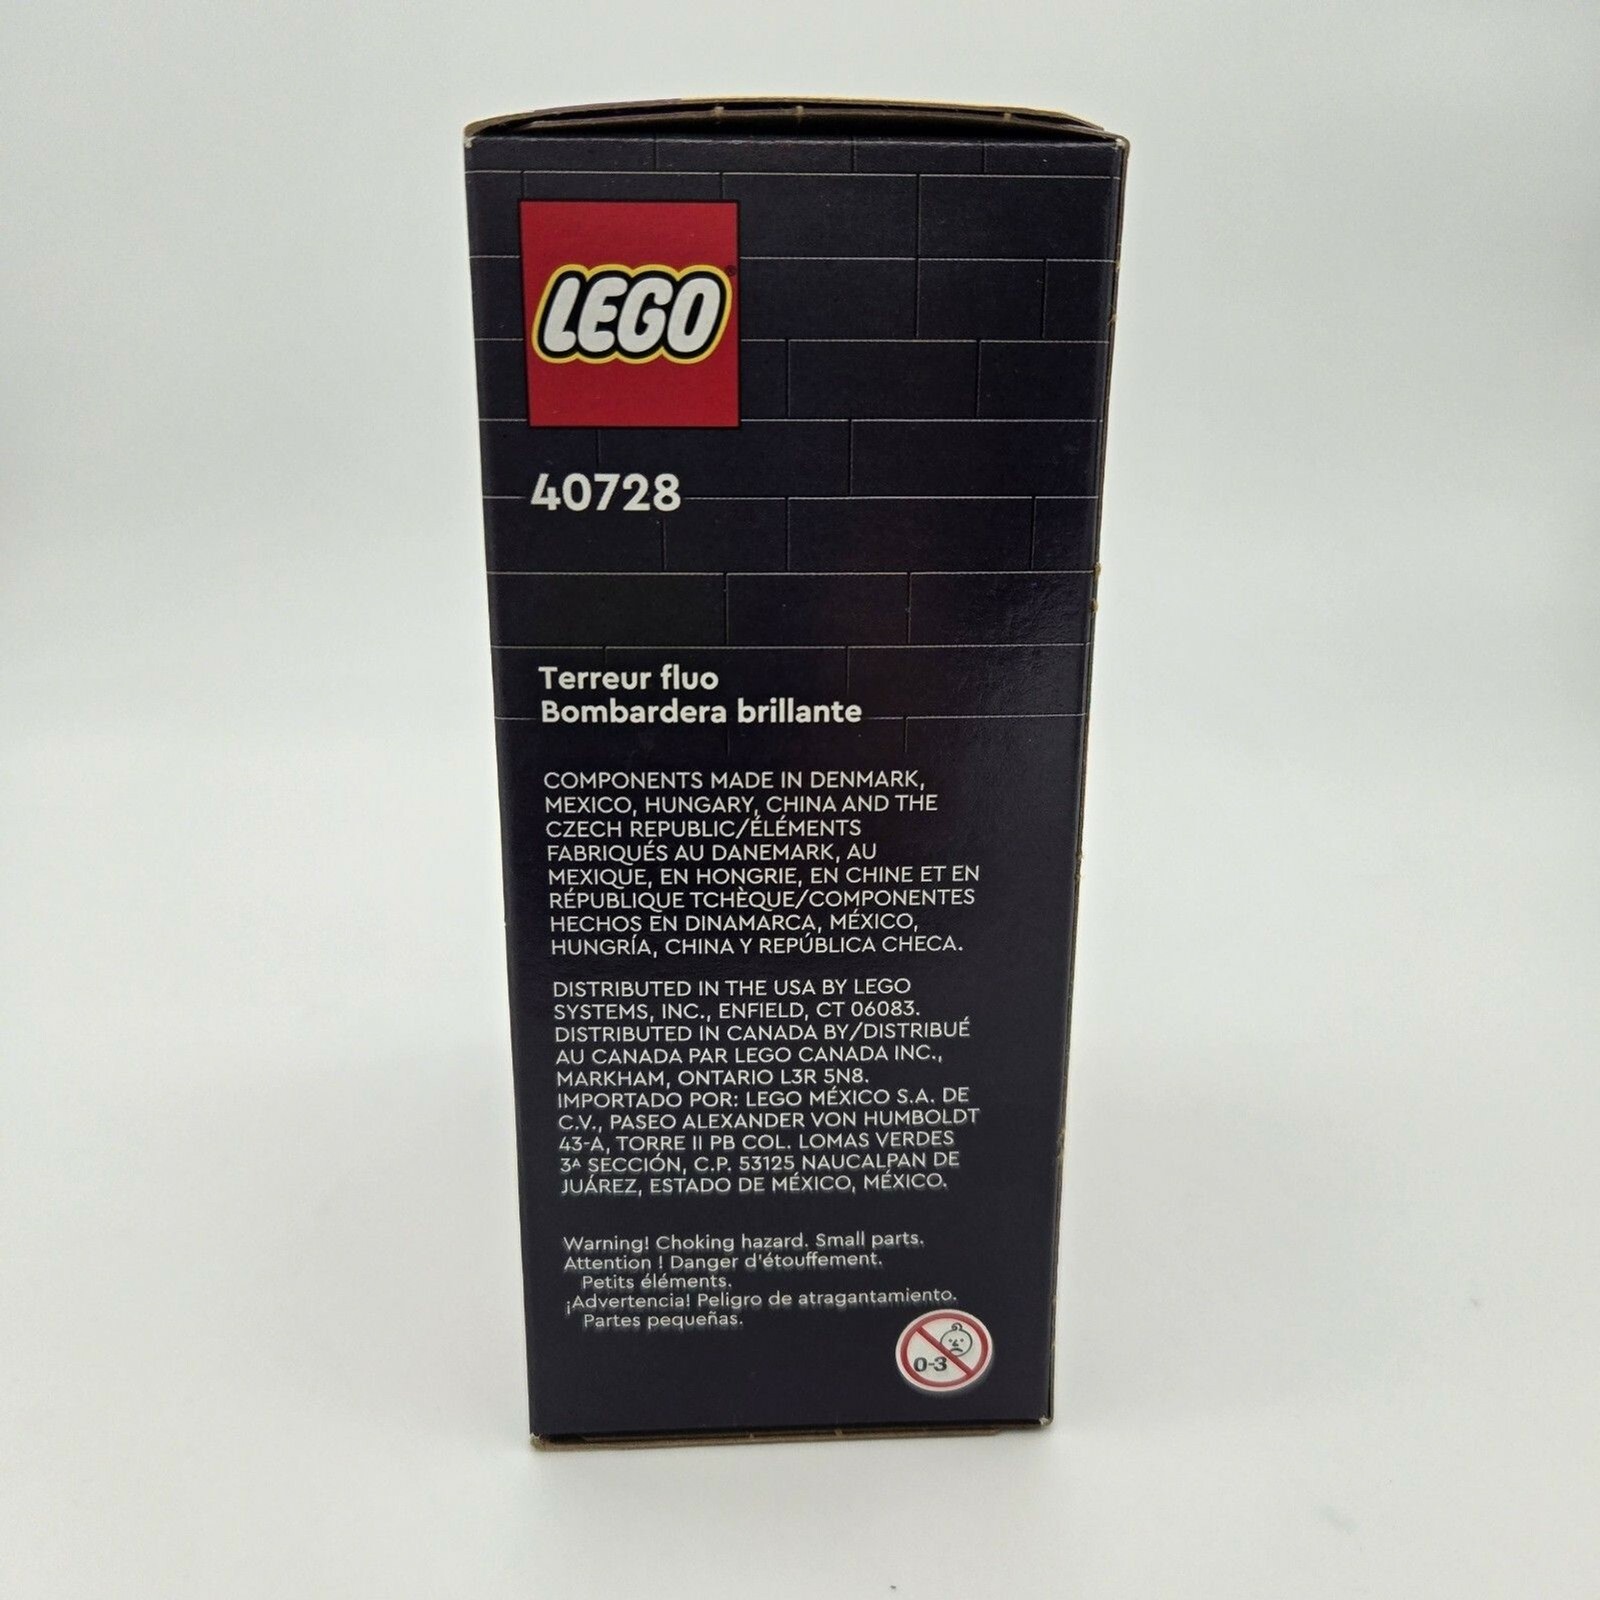 LEGO®
40728
Terreur fluo
Bombardera brillante
COMPONENTS MADE IN DENMARK,
MEXICO, HUNGARY, CHINA AND THE
CZECH REPUBLIC/ÉLÉMENTS
FABRIQUÉS AU DANEMARK, AU
MEXIQUE, EN HONGRIE, EN CHINE ET EN
RÉPUBLIQUE TCHÈQUE/COMPONENTES
HECHOS EN DINAMARCA, MÉXICO,
HUNGRÍA, CHINA Y REPÚBLICA CHECA.
DISTRIBUTED IN THE USA BY LEGO
SYSTEMS, INC., ENFIELD, CT 06083.
DISTRIBUTED IN CANADA BY/DISTRIBUÉ
AU CANADA PAR LEGO CANADA INC.,
MARKHAM, ONTARIO L3R 5N8.
IMPORTADO POR: LEGO MÉXICO S.A. DE
C.V., PASEO ALEXANDER VON HUMBOLDT
43-A, TORRE II PB COL. LOMAS VERDES
3ᴬ SECCIÓN, C.P. 53125 NAUCALPAN DE
JUÁREZ, ESTADO DE MÉXICO, MÉXICO.
Warning! Choking hazard. Small parts.
Attention ! Danger d'étouffement.
Petits éléments.
¡Advertencia! Peligro de atragantamiento.
Partes pequeñas.
0-3